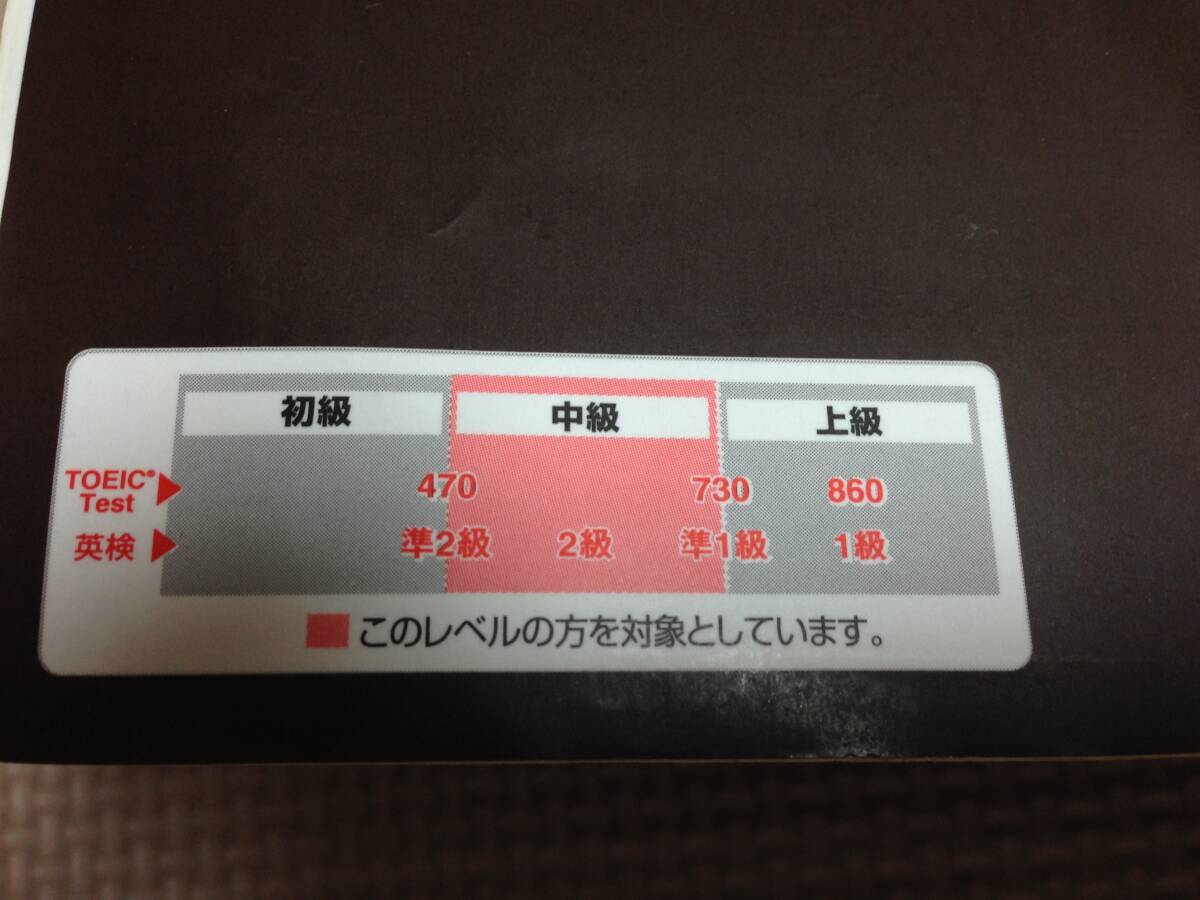 初級 中級 上級
TOEIC® Test 470 730 860
英検 準2級 2級 準1級 1級
このレベルの方を対象としています。